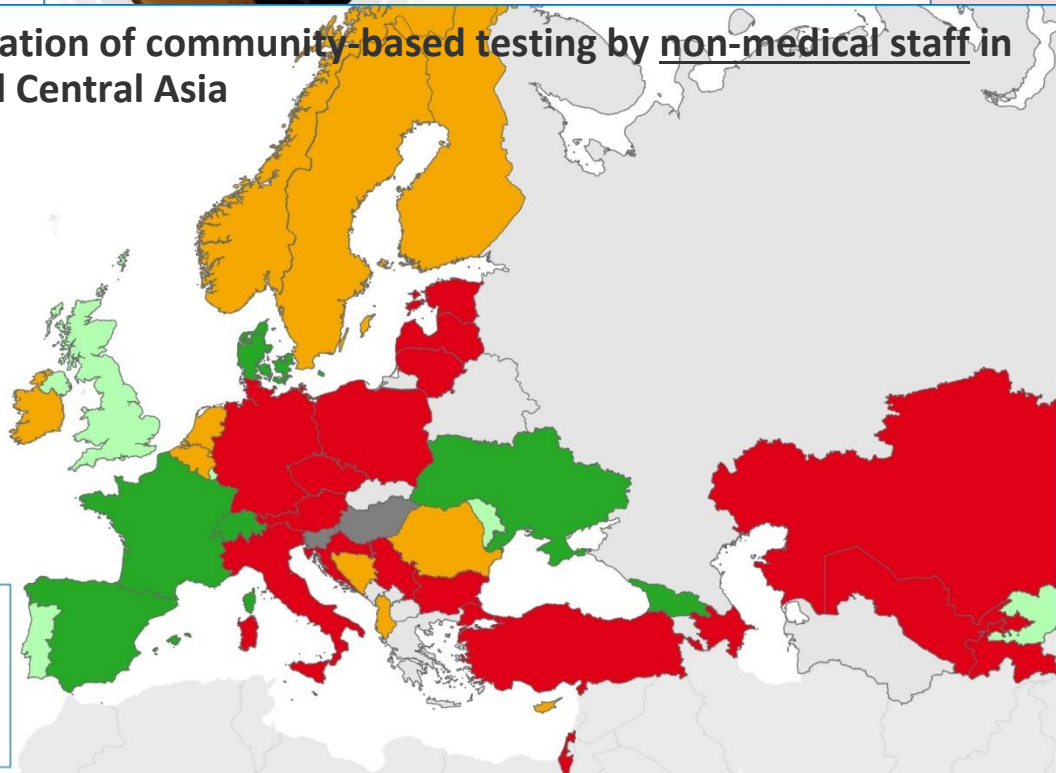 ation of community-based testing by non-medical staff in
Central Asia